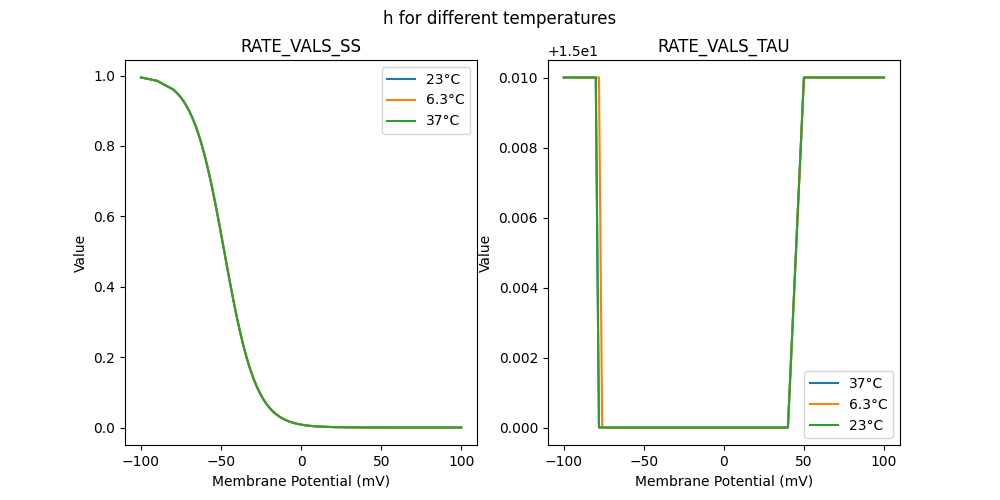 h for different temperatures
RATE_VALS_SS
1.0
0.8
0.6
0.4
0.2
0.0
Value
−100
−50
0
50
100
Membrane Potential (mV)
23°C
6.3°C
37°C
RATE_VALS_TAU
+1.5e1
0.010
0.008
0.006
0.004
0.002
0.000
Value
−100
−50
0
50
100
Membrane Potential (mV)
37°C
6.3°C
23°C